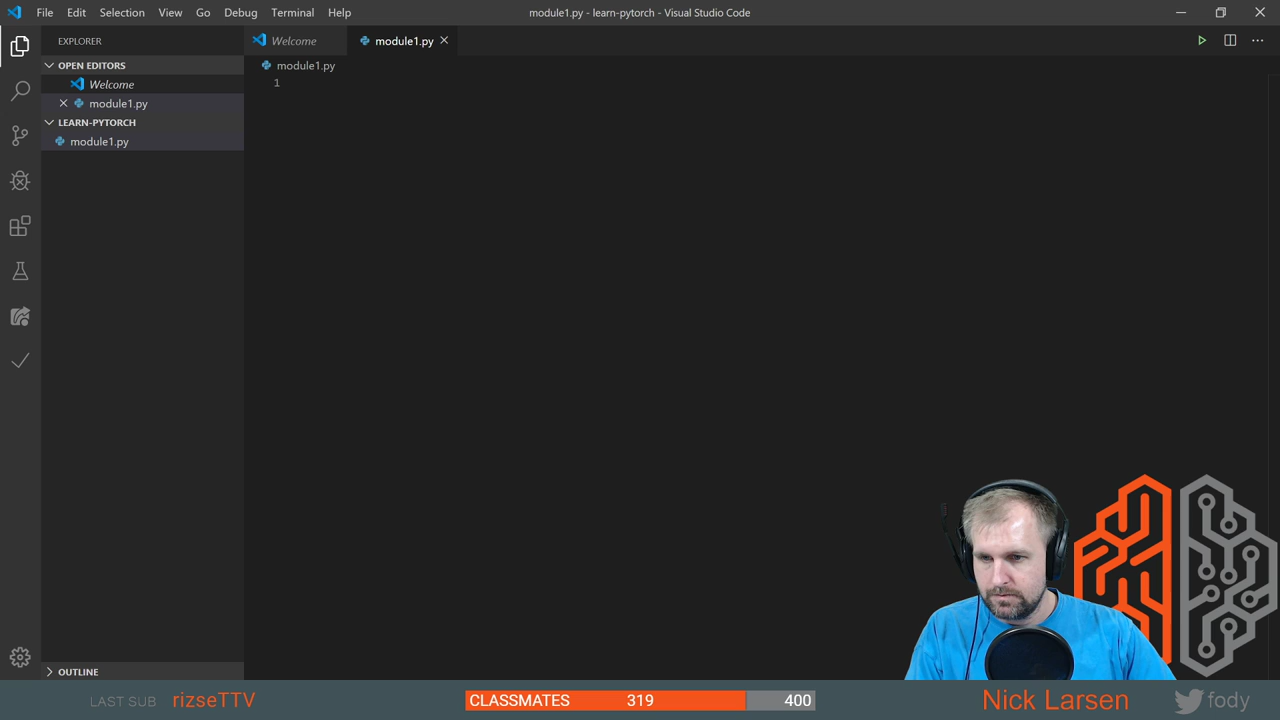 File Edit Selection View Go Debug Terminal Help
module1.py - learn-pytorch - Visual Studio Code
EXPLORER
Welcome
module1.py
OPEN EDITORS
Welcome
module1.py
LEARN-PYTORCH
module1.py
module1.py
1
OUTLINE
LAST SUB rizseTTV
CLASSMATES 319 400
Nick Larsen
fody